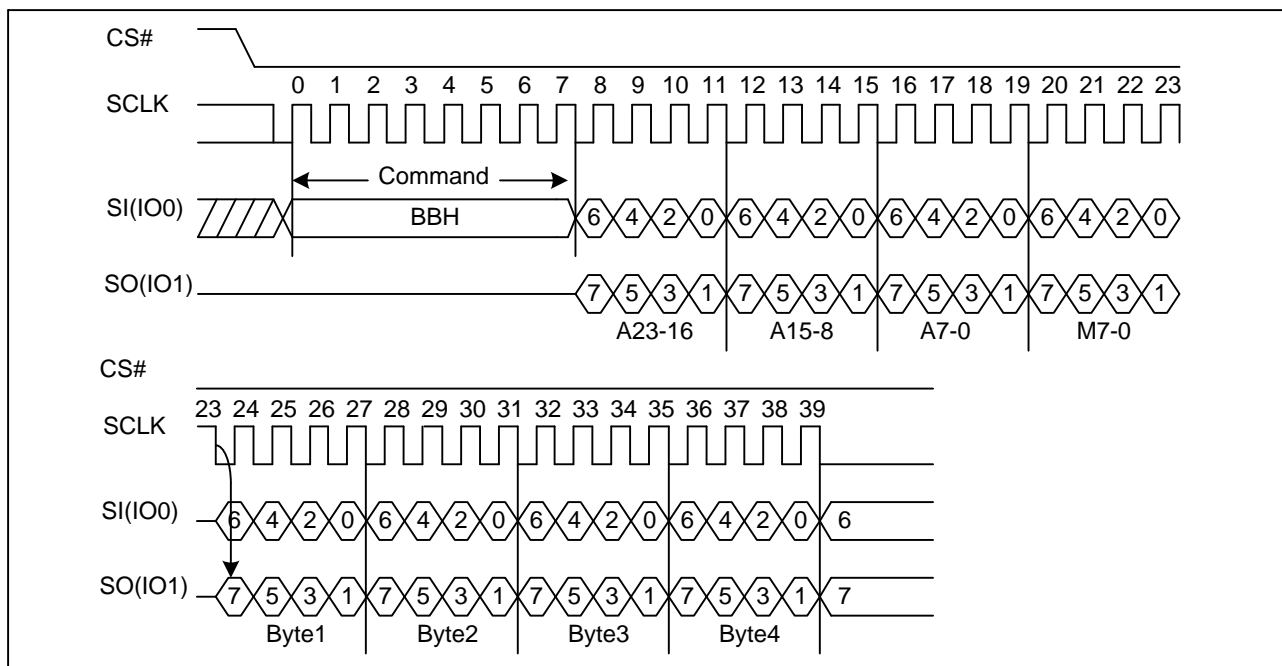 CS#
0 1 2 3 4 5 6 7 8 9 10 11 12 13 14 15 16 17 18 19 20 21 22 23
SCLK
Command
SI(IO0) BBH 6 4 2 0 6 4 2 0 6 4 2 0 6 4 2 0
SO(IO1) 7 5 3 1 7 5 3 1 7 5 3 1 7 5 3 1
A23-16 A15-8 A7-0 M7-0
CS#
23 24 25 26 27 28 29 30 31 32 33 34 35 36 37 38 39
SCLK
SI(IO0) 6 4 2 0 6 4 2 0 6 4 2 0 6 4 2 0 6
SO(IO1) 7 5 3 1 7 5 3 1 7 5 3 1 7 5 3 1 7
Byte1 Byte2 Byte3 Byte4